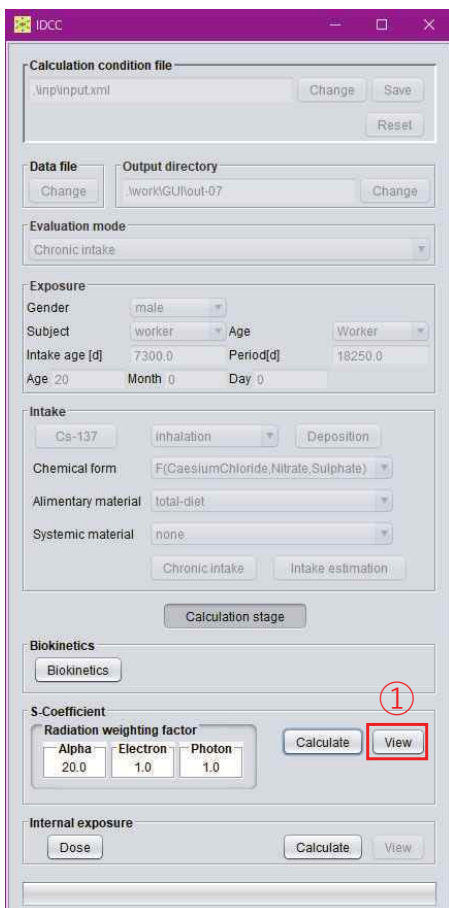 IDCC
Calculation condition file
.\inp\input.xml Change Save
Reset
Data file Output directory
Change .\work\GUI\out-07 Change
Evaluation mode
Chronic intake
Exposure
Gender male
Subject worker Age Worker
Intake age [d] 7300.0 Period[d] 18250.0
Age 20 Month 0 Day 0
Intake
Cs-137 inhalation Deposition
Chemical form F(CaesiumChloride,Nitrate,Sulphate)
Alimentary material total-diet
Systemic material none
Chronic intake Intake estimation
Calculation stage
Biokinetics
Biokinetics
①
S-Coefficient
Radiation weighting factor
Alpha Electron Photon Calculate View
20.0 1.0 1.0
Internal exposure
Dose Calculate View